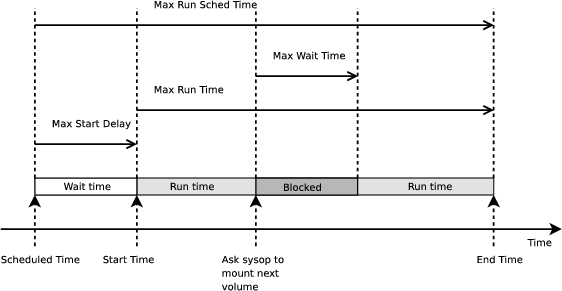 Max Run Sched Time
Max Wait Time
Max Run Time
Max Start Delay
Wait time
Run time
Blocked
Run time
Time
Scheduled Time
Start Time
Ask sysop to
mount next
volume
End Time